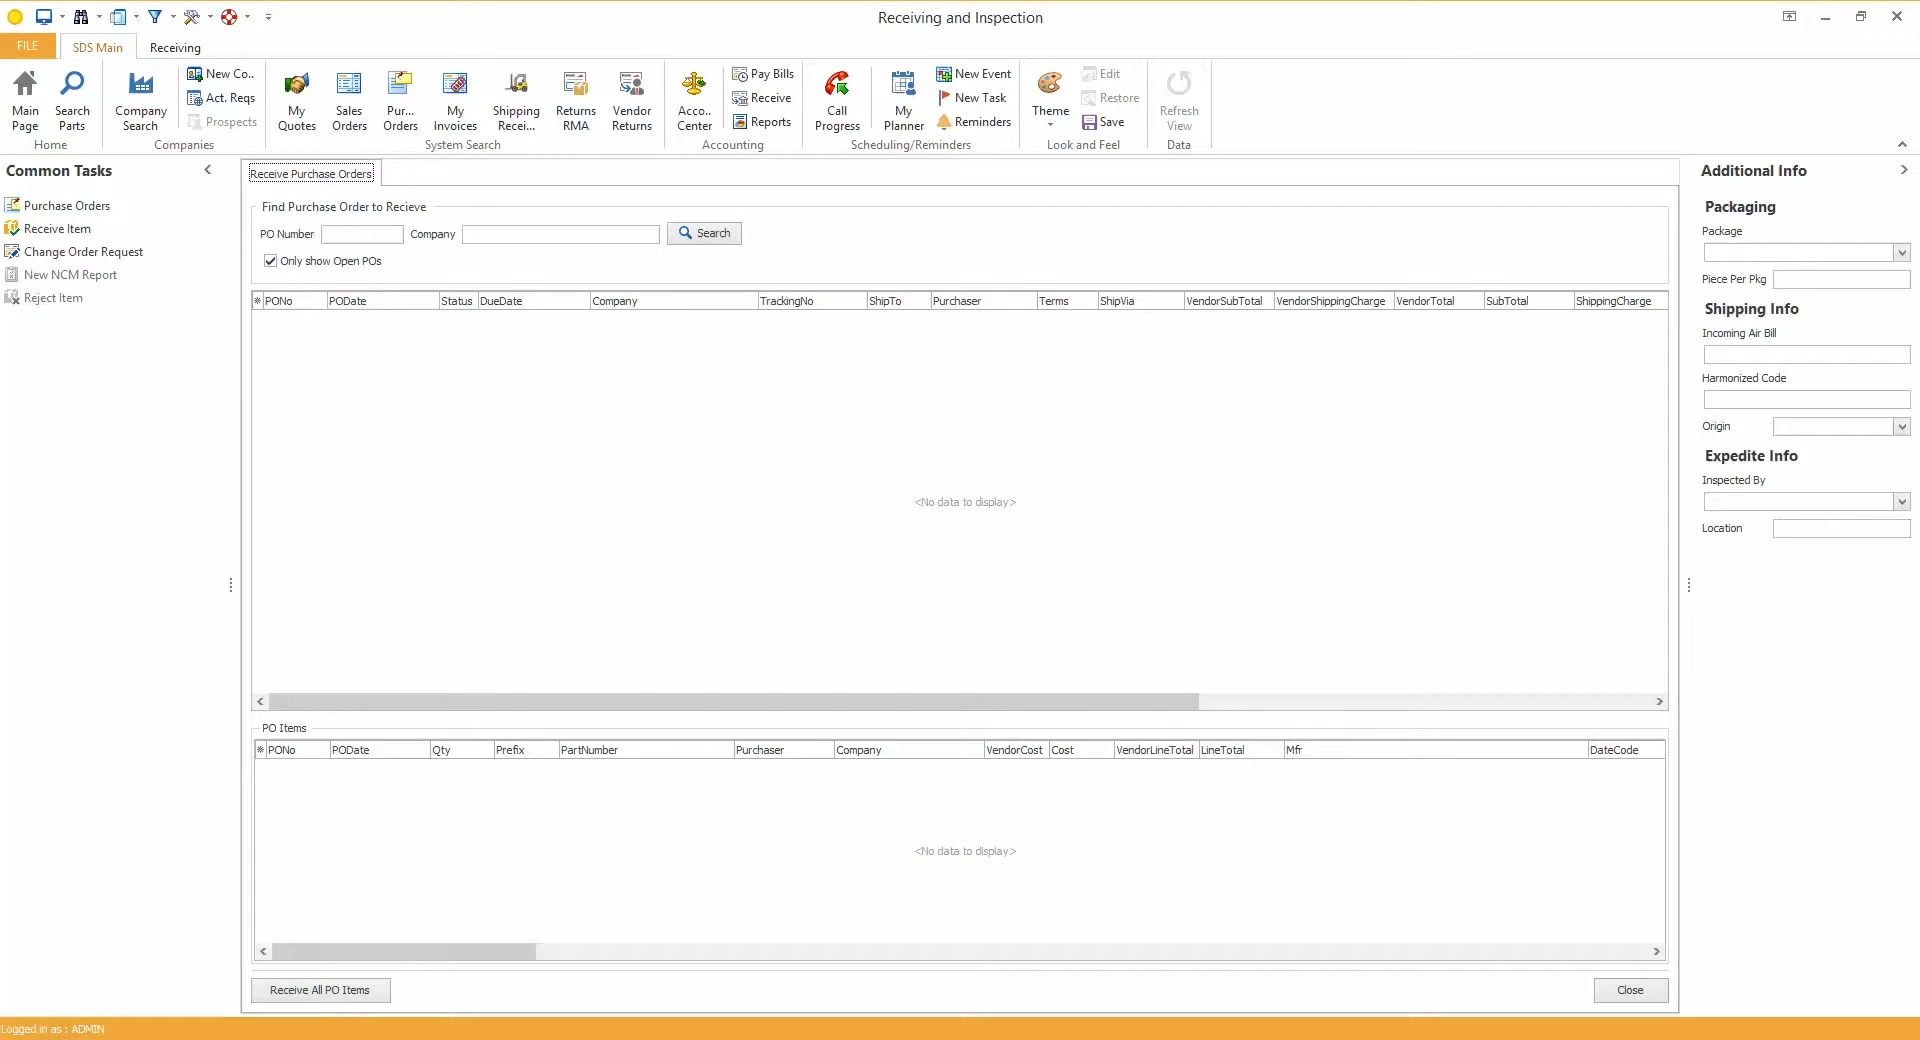 Receiving and Inspection
FILE
SDS Main
Receiving
Main Page
Search Parts
Home
Company Search
New Co..
Act. Reqs
Prospects
Companies
My Quotes
Sales Orders
Pur... Orders
My Invoices
Shipping Recei...
Returns RMA
Vendor Returns
System Search
Acco.. Center
Pay Bills
Receive
Reports
Accounting
Call Progress
My Planner
New Event
New Task
Reminders
Scheduling/Reminders
Theme
Edit
Restore
Save
Look and Feel
Refresh View
Data
Common Tasks
Purchase Orders
Receive Item
Change Order Request
New NCM Report
Reject Item
Receive Purchase Orders
Find Purchase Order to Recieve
PO Number
Company
Search
Only show Open POs
PONo PODate Status DueDate Company TrackingNo ShipTo Purchaser Terms ShipVia VendorSubTotal VendorShippingCharge VendorTotal SubTotal ShippingCharge
<No data to display>
PO Items
PONo PODate Qty Prefix PartNumber Purchaser Company VendorCost Cost VendorLineTotal LineTotal Mfr DateCode
<No data to display>
Receive All PO Items
Close
Additional Info
Packaging
Package
Piece Per Pkg
Shipping Info
Incoming Air Bill
Harmonized Code
Origin
Expedite Info
Inspected By
Location
Logged in as : ADMIN